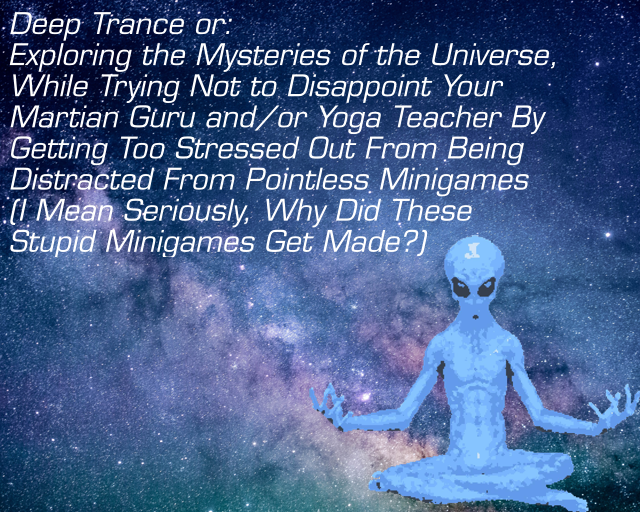 Deep Trance or:
Exploring the Mysteries of the Universe,
While Trying Not to Disappoint Your
Martian Guru and/or Yoga Teacher By
Getting Too Stressed Out From Being
Distracted From Pointless Minigames
(I Mean Seriously, Why Did These
Stupid Minigames Get Made?)